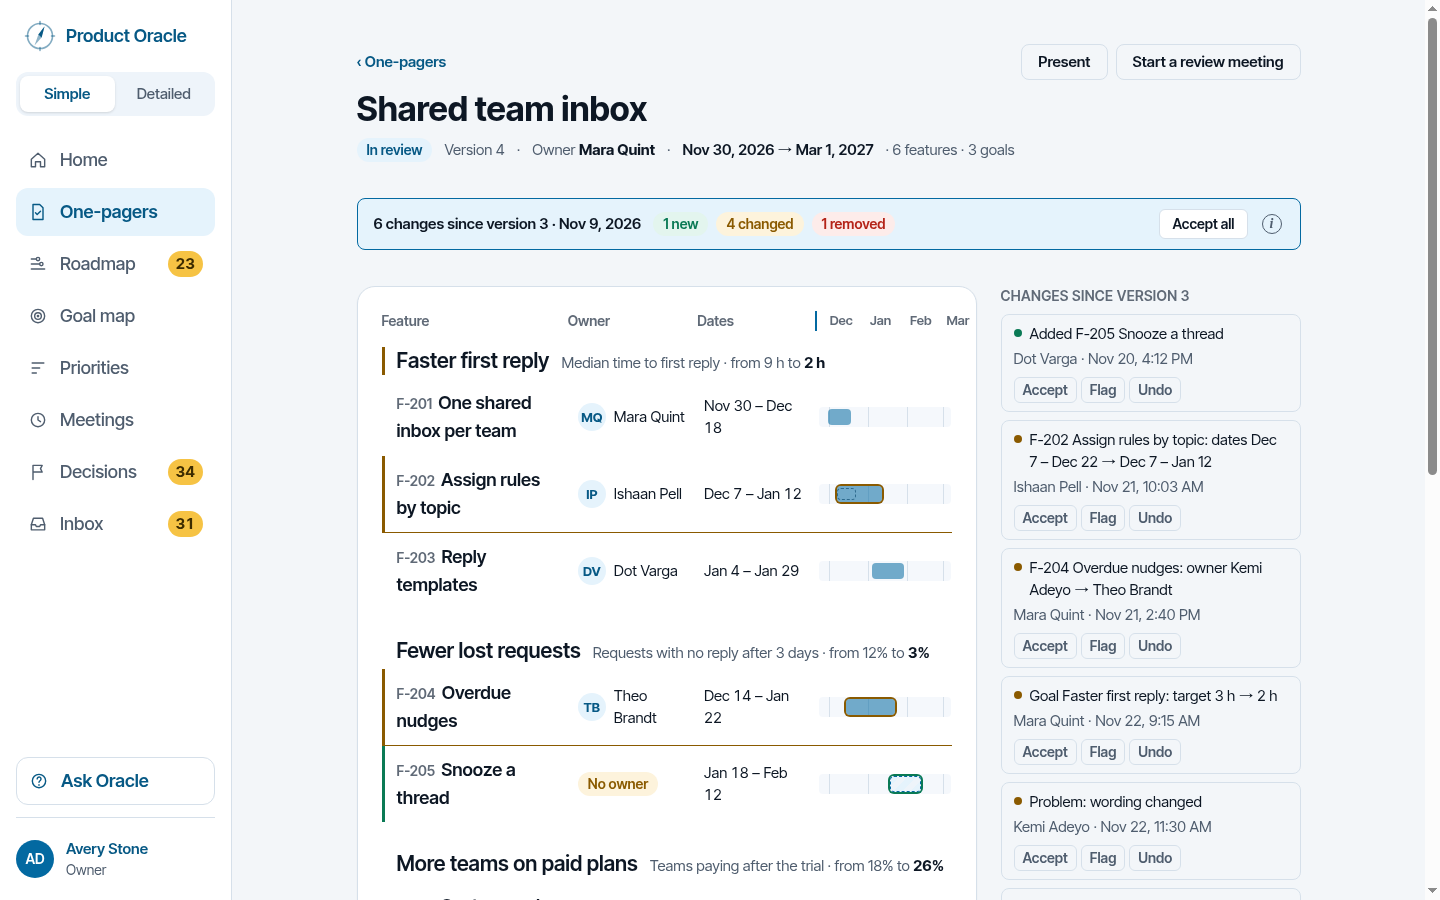 Product Oracle
Simple
Detailed
Home
One-pagers
Roadmap 23
Goal map
Priorities
Meetings
Decisions 34
Inbox 31
Ask Oracle
AD
Avery Stone
Owner
‹ One-pagers
Present
Start a review meeting
Shared team inbox
In review Version 4 · Owner Mara Quint · Nov 30, 2026 → Mar 1, 2027 · 6 features · 3 goals
6 changes since version 3 · Nov 9, 2026 1 new 4 changed 1 removed
Accept all
i
Feature Owner Dates Dec Jan Feb Mar
Faster first reply Median time to first reply · from 9 h to 2 h
F-201 One shared
inbox per team
MQ Mara Quint
Nov 30 – Dec
18
F-202 Assign rules
by topic
IP Ishaan Pell
Dec 7 – Jan 12
F-203 Reply
templates
DV Dot Varga
Jan 4 – Jan 29
Fewer lost requests Requests with no reply after 3 days · from 12% to 3%
F-204 Overdue
nudges
TB Theo
Brandt
Dec 14 – Jan
22
F-205 Snooze a
thread
No owner
Jan 18 – Feb
12
More teams on paid plans Teams paying after the trial · from 18% to 26%
CHANGES SINCE VERSION 3
Added F-205 Snooze a thread
Dot Varga · Nov 20, 4:12 PM
Accept Flag Undo
F-202 Assign rules by topic: dates Dec
7 – Dec 22 → Dec 7 – Jan 12
Ishaan Pell · Nov 21, 10:03 AM
Accept Flag Undo
F-204 Overdue nudges: owner Kemi
Adeyo → Theo Brandt
Mara Quint · Nov 21, 2:40 PM
Accept Flag Undo
Goal Faster first reply: target 3 h → 2 h
Mara Quint · Nov 22, 9:15 AM
Accept Flag Undo
Problem: wording changed
Kemi Adeyo · Nov 22, 11:30 AM
Accept Flag Undo